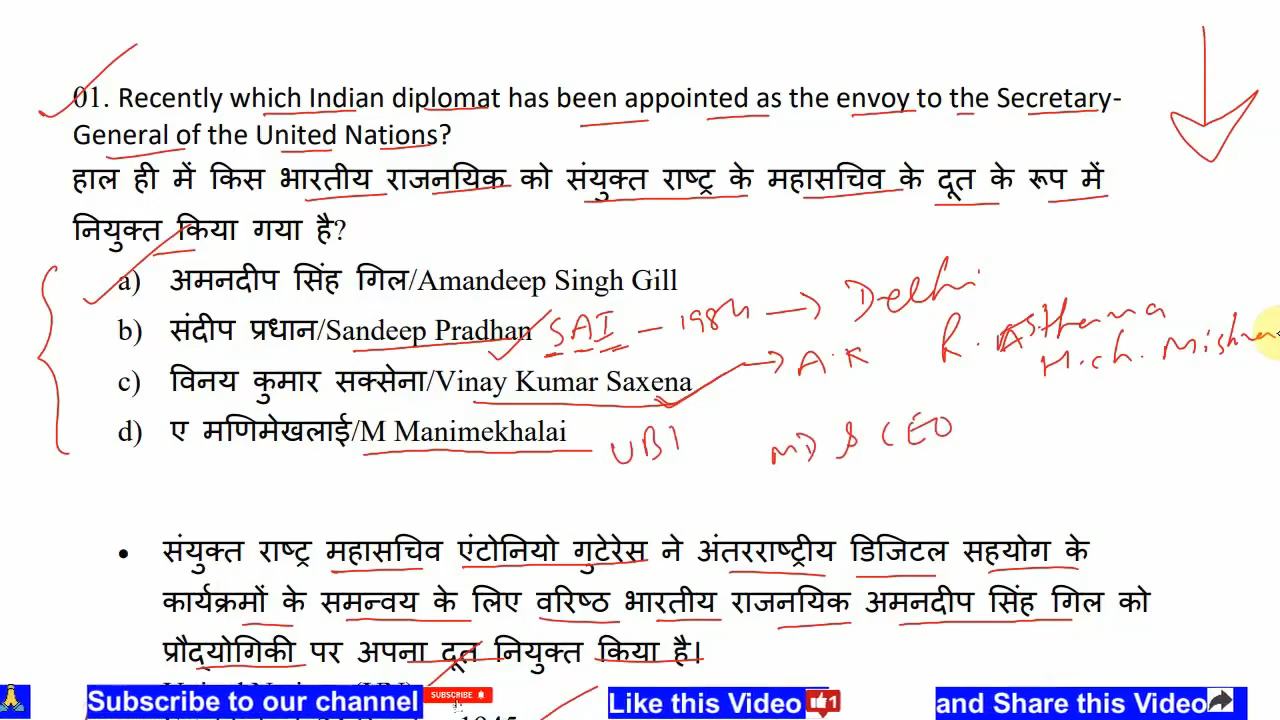 01. Recently which Indian diplomat has been appointed as the envoy to the Secretary-
General of the United Nations?
हाल ही में किस भारतीय राजनयिक को संयुक्त राष्ट्र के महासचिव के दूत के रूप में
नियुक्त किया गया है?
a) अमनदीप सिंह गिल/Amandeep Singh Gill
b) संदीप प्रधान/Sandeep Pradhan SAI - 1984 → Delhi
c) विनय कुमार सक्सेना/Vinay Kumar Saxena → A.K R. Asthana
M.ch. Mishra
d) ए मणिमेखलाई/M Manimekhalai UBI MD & CEO
• संयुक्त राष्ट्र महासचिव एंटोनियो गुटेरेस ने अंतरराष्ट्रीय डिजिटल सहयोग के
कार्यक्रमों के समन्वय के लिए वरिष्ठ भारतीय राजनयिक अमनदीप सिंह गिल को
प्रौद्योगिकी पर अपना दूत नियुक्त किया है।
Subscribe to our channel SUBSCRIBE Like this Video 1 and Share this Video